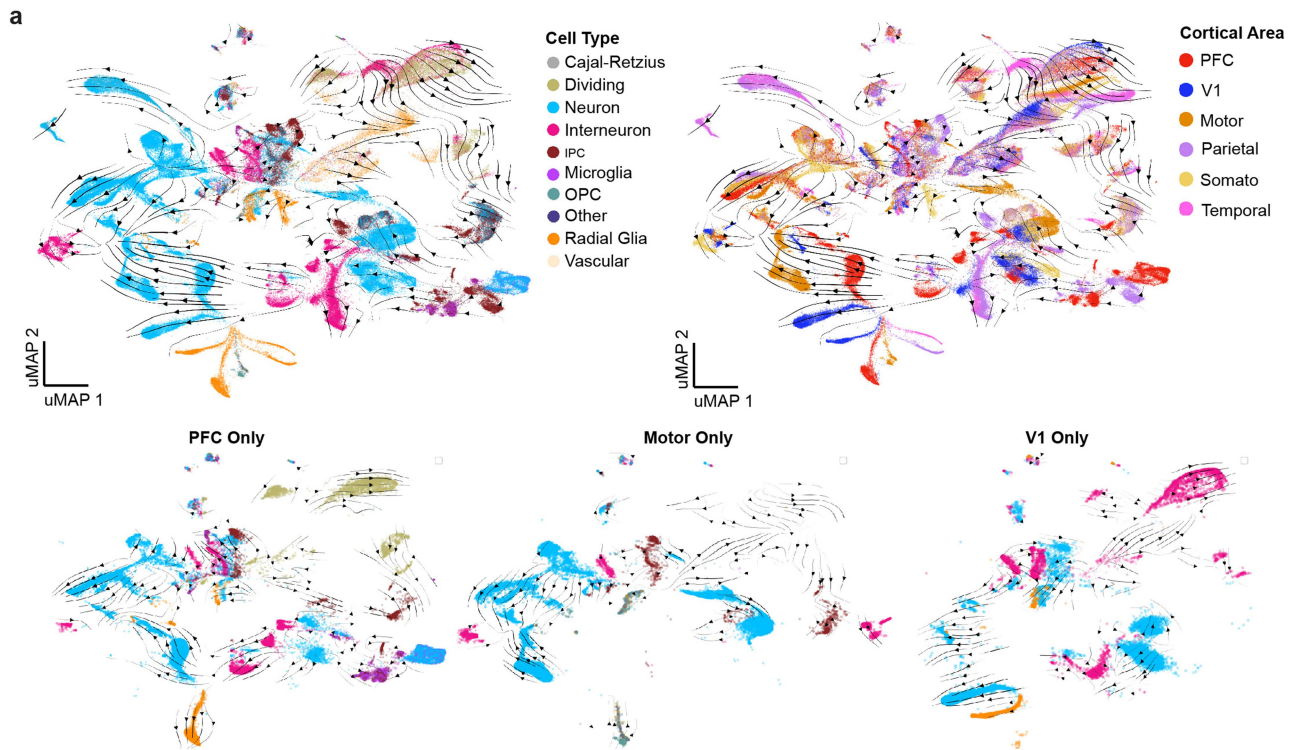 a
Cell Type
Cajal-Retzius
Dividing
Neuron
Interneuron
IPC
Microglia
OPC
Other
Radial Glia
Vascular
uMAP 2
uMAP 1
Cortical Area
PFC
V1
Motor
Parietal
Somato
Temporal
uMAP 2
uMAP 1
PFC Only
Motor Only
V1 Only